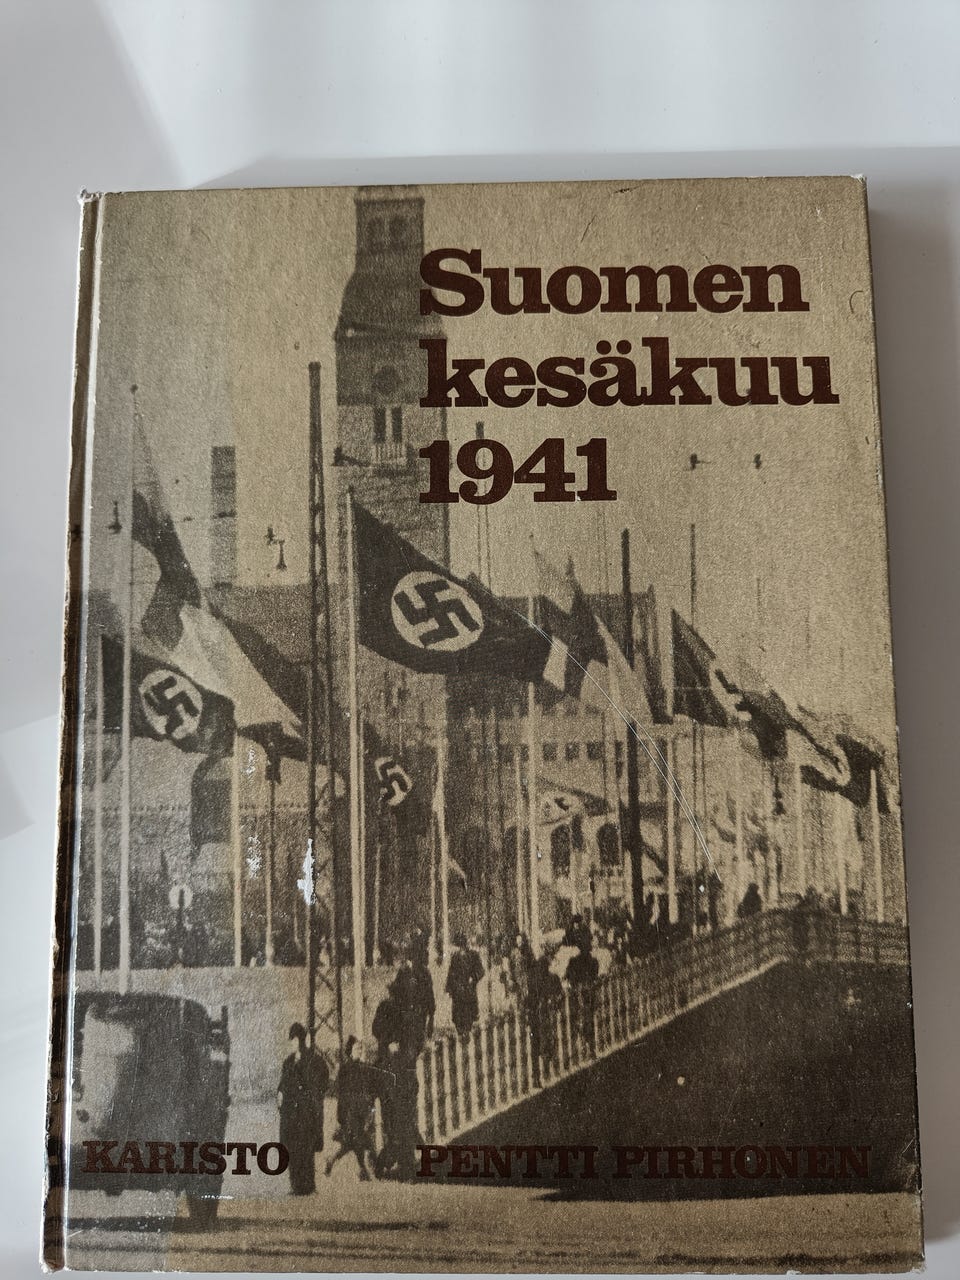 Suomen
kesäkuu
1941
KARISTO
PENTTI PIRHONEN